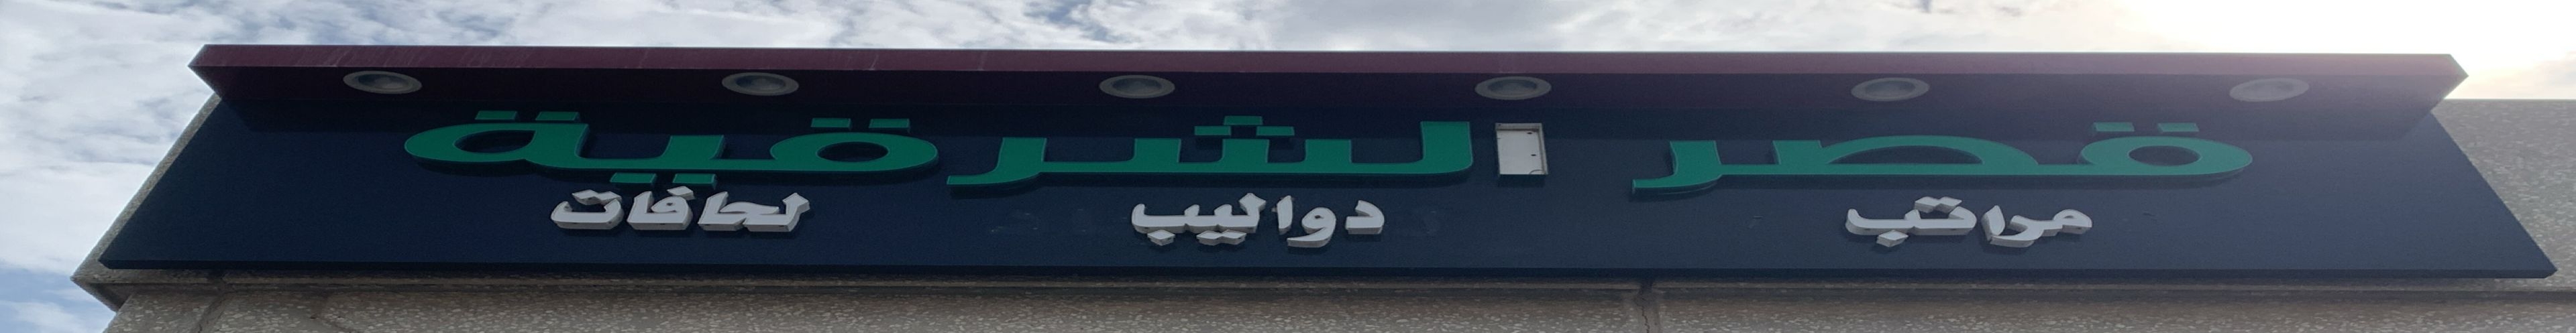 قصر الشرقية
مراتب دواليب لحافات